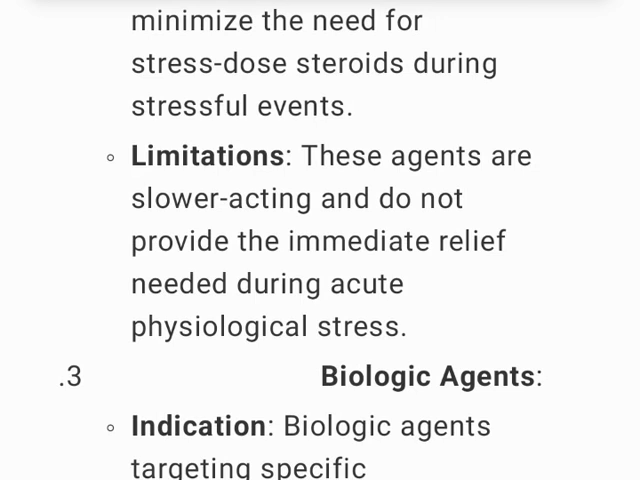 minimize the need for
stress-dose steroids during
stressful events.
◦ Limitations: These agents are
slower-acting and do not
provide the immediate relief
needed during acute
physiological stress.
.3 Biologic Agents:
◦ Indication: Biologic agents
targeting specific